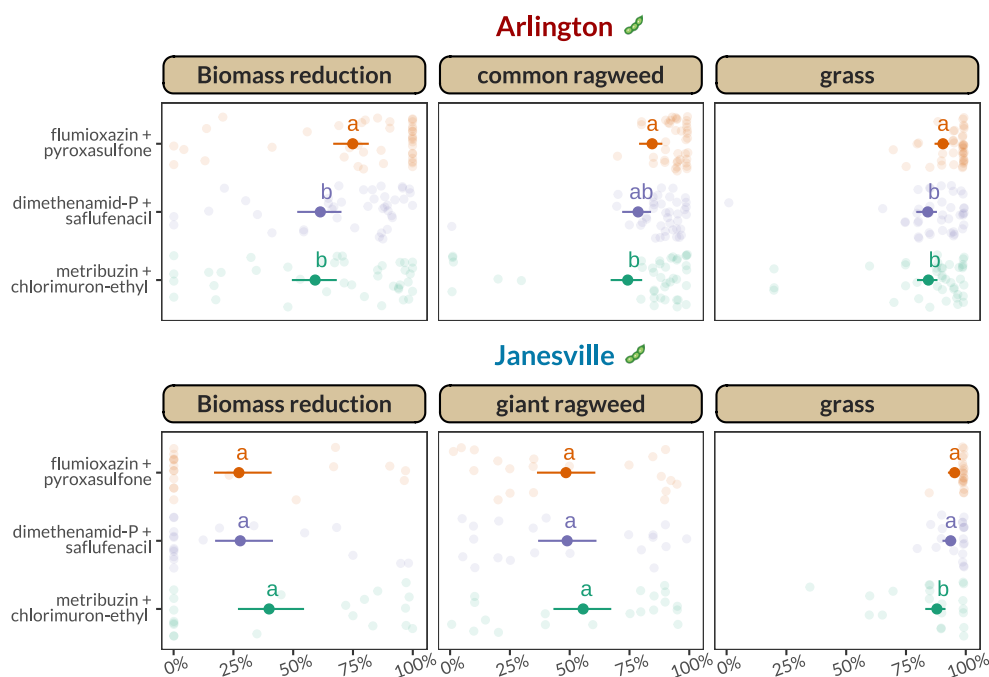 Arlington
Biomass reduction
common ragweed
grass
flumioxazin +
pyroxasulfone
a
a
a
dimethenamid-P +
saflufenacil
b
ab
b
metribuzin +
chlorimuron-ethyl
b
b
b
Janesville
Biomass reduction
giant ragweed
grass
flumioxazin +
pyroxasulfone
a
a
a
dimethenamid-P +
saflufenacil
a
a
a
metribuzin +
chlorimuron-ethyl
a
a
b
0% 25% 50% 75% 100%
0% 25% 50% 75% 100%
0% 25% 50% 75% 100%